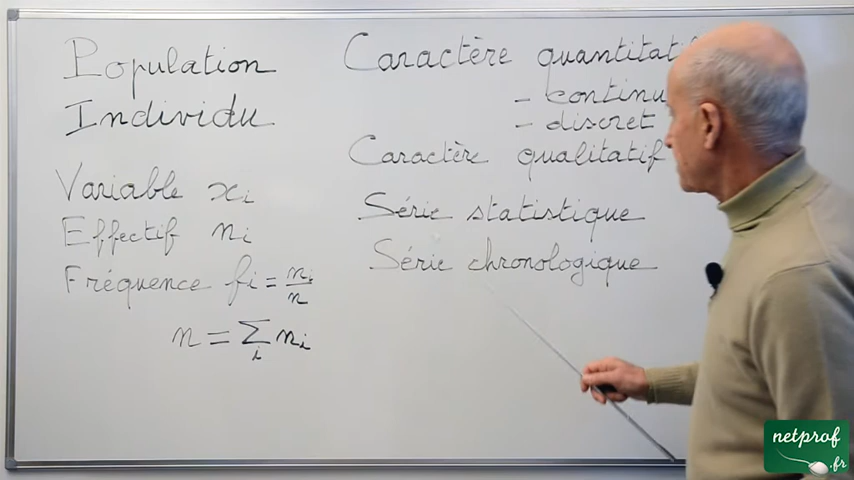 Population
Individu
Variable xi
Effectif ni
Fréquence fi = ni/n
n = Σi ni
Caractère quantitatif
- continu
- discret
Caractère qualitatif
Série statistique
Série chronologique
netprof
.fr